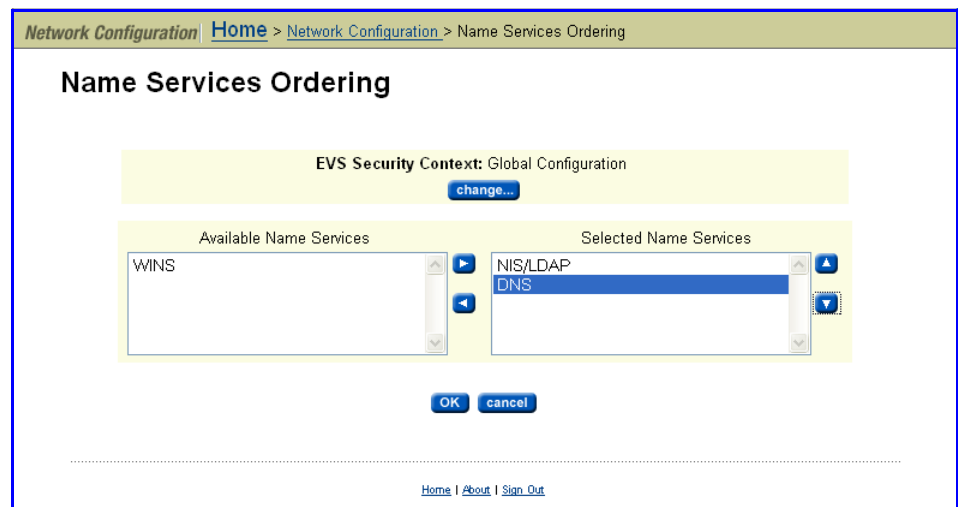 Network Configuration Home > Network Configuration > Name Services Ordering
Name Services Ordering
EVS Security Context: Global Configuration
change...
Available Name Services
Selected Name Services
WINS
NIS/LDAP
DNS
OK cancel
Home | About | Sign Out